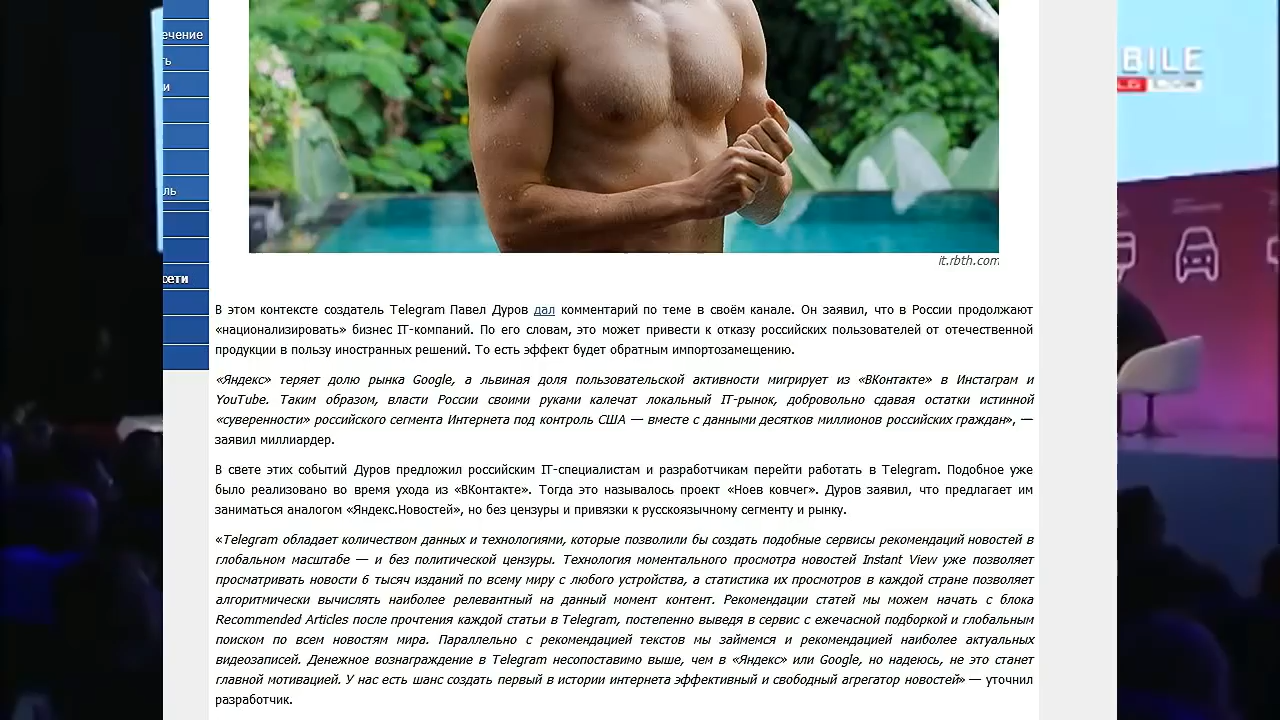 ечение
ть
и
ль
сети
BILE
it.rbth.com
В этом контексте создатель Telegram Павел Дуров дал комментарий по теме в своём канале. Он заявил, что в России продолжают
«национализировать» бизнес IT-компаний. По его словам, это может привести к отказу российских пользователей от отечественной
продукции в пользу иностранных решений. То есть эффект будет обратным импортозамещению.
«Яндекс» теряет долю рынка Google, а львиная доля пользовательской активности мигрирует из «ВКонтакте» в Инстаграм и
YouTube. Таким образом, власти России своими руками калечат локальный IT-рынок, добровольно сдавая остатки истинной
«суверенности» российского сегмента Интернета под контроль США — вместе с данными десятков миллионов российских граждан», —
заявил миллиардер.
В свете этих событий Дуров предложил российским IT-специалистам и разработчикам перейти работать в Telegram. Подобное уже
было реализовано во время ухода из «ВКонтакте». Тогда это называлось проект «Ноев ковчег». Дуров заявил, что предлагает им
заниматься аналогом «Яндекс.Новостей», но без цензуры и привязки к русскоязычному сегменту и рынку.
«Telegram обладает количеством данных и технологиями, которые позволили бы создать подобные сервисы рекомендаций новостей в
глобальном масштабе — и без политической цензуры. Технология моментального просмотра новостей Instant View уже позволяет
просматривать новости 6 тысяч изданий по всему миру с любого устройства, а статистика их просмотров в каждой стране позволяет
алгоритмически вычислять наиболее релевантный на данный момент контент. Рекомендации статей мы можем начать с блока
Recommended Articles после прочтения каждой статьи в Telegram, постепенно выведя в сервис с ежечасной подборкой и глобальным
поиском по всем новостям мира. Параллельно с рекомендацией текстов мы займемся и рекомендацией наиболее актуальных
видеозаписей. Денежное вознаграждение в Telegram несопоставимо выше, чем в «Яндекс» или Google, но надеюсь, не это станет
главной мотивацией. У нас есть шанс создать первый в истории интернета эффективный и свободный агрегатор новостей» — уточнил
разработчик.